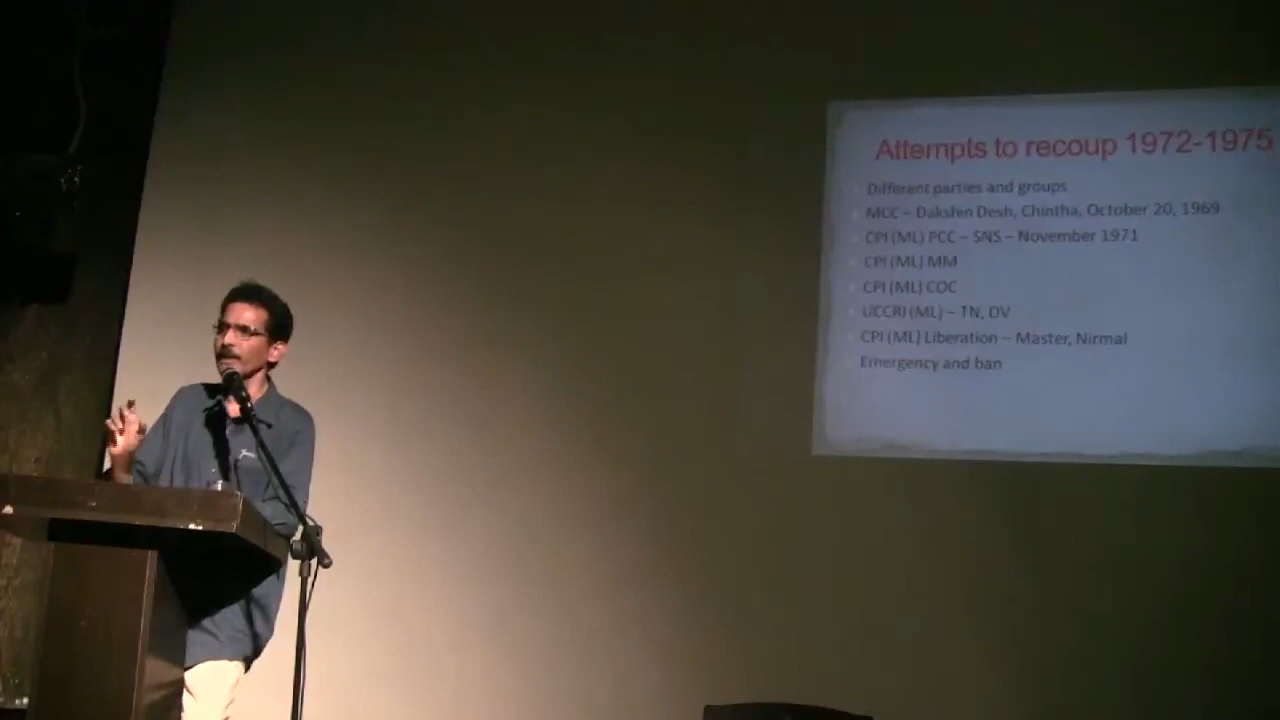 Attempts to recoup 1972-1975
Different parties and groups
MCC – Dakshin Desh, Chintha, October 20, 1969
CPI (ML) PCC – SNS – November 1971
CPI (ML) MM
CPI (ML) COC
UCCRI (ML) – TN, DV
CPI (ML) Liberation – Master, Nirmal
Emergency and ban